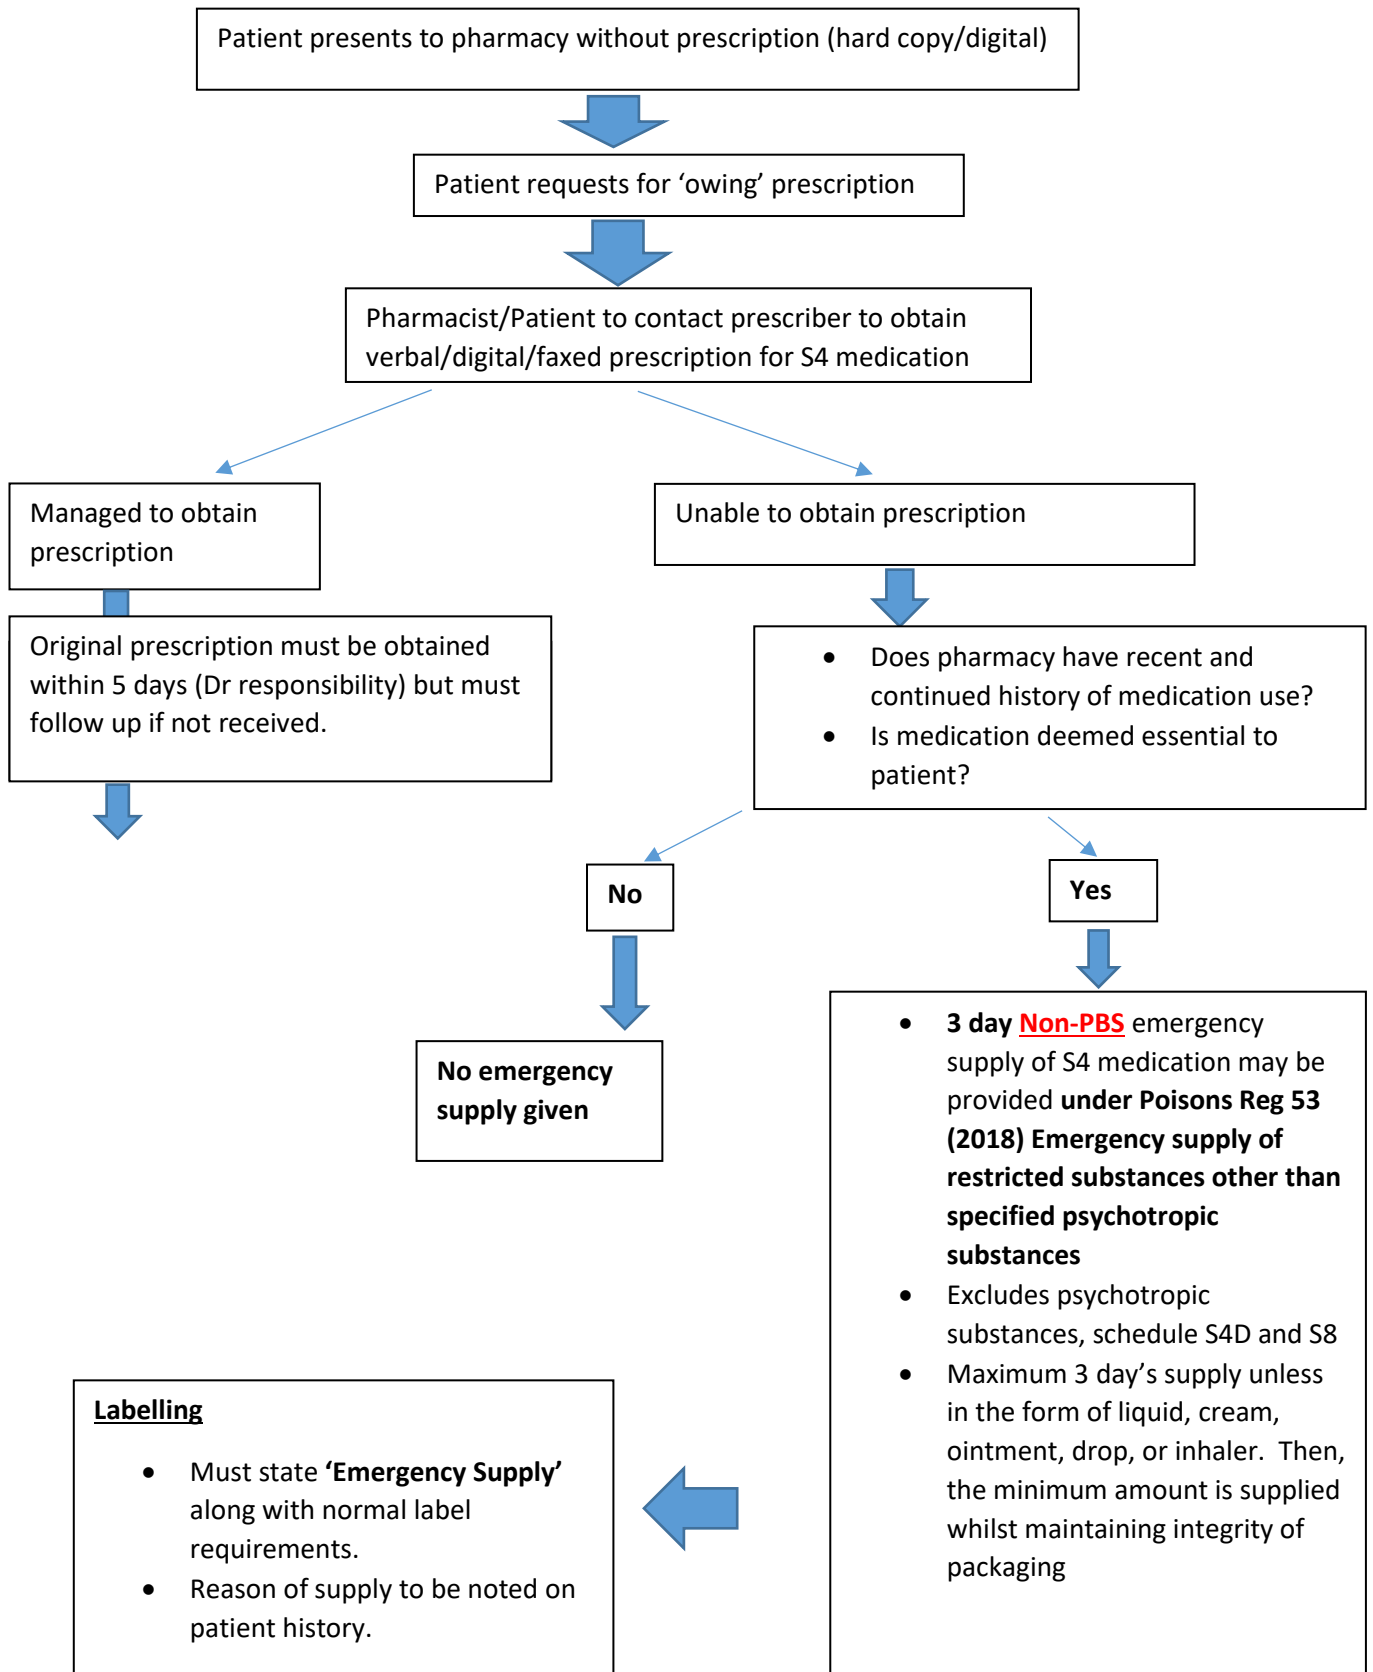 Patient presents to pharmacy without prescription (hard copy/digital)
Patient requests for ‘owing’ prescription
Pharmacist/Patient to contact prescriber to obtain
verbal/digital/faxed prescription for S4 medication
Managed to obtain
prescription
Unable to obtain prescription
Original prescription must be obtained
within 5 days (Dr responsibility) but must
follow up if not received.
• Does pharmacy have recent and
continued history of medication use?
• Is medication deemed essential to
patient?
No
Yes
No emergency
supply given
• 3 day Non-PBS emergency
supply of S4 medication may be
provided under Poisons Reg 53
(2018) Emergency supply of
restricted substances other than
specified psychotropic
substances
• Excludes psychotropic
substances, schedule S4D and S8
• Maximum 3 day’s supply unless
in the form of liquid, cream,
ointment, drop, or inhaler. Then,
the minimum amount is supplied
whilst maintaining integrity of
packaging
Labelling
• Must state ‘Emergency Supply’
along with normal label
requirements.
• Reason of supply to be noted on
patient history.